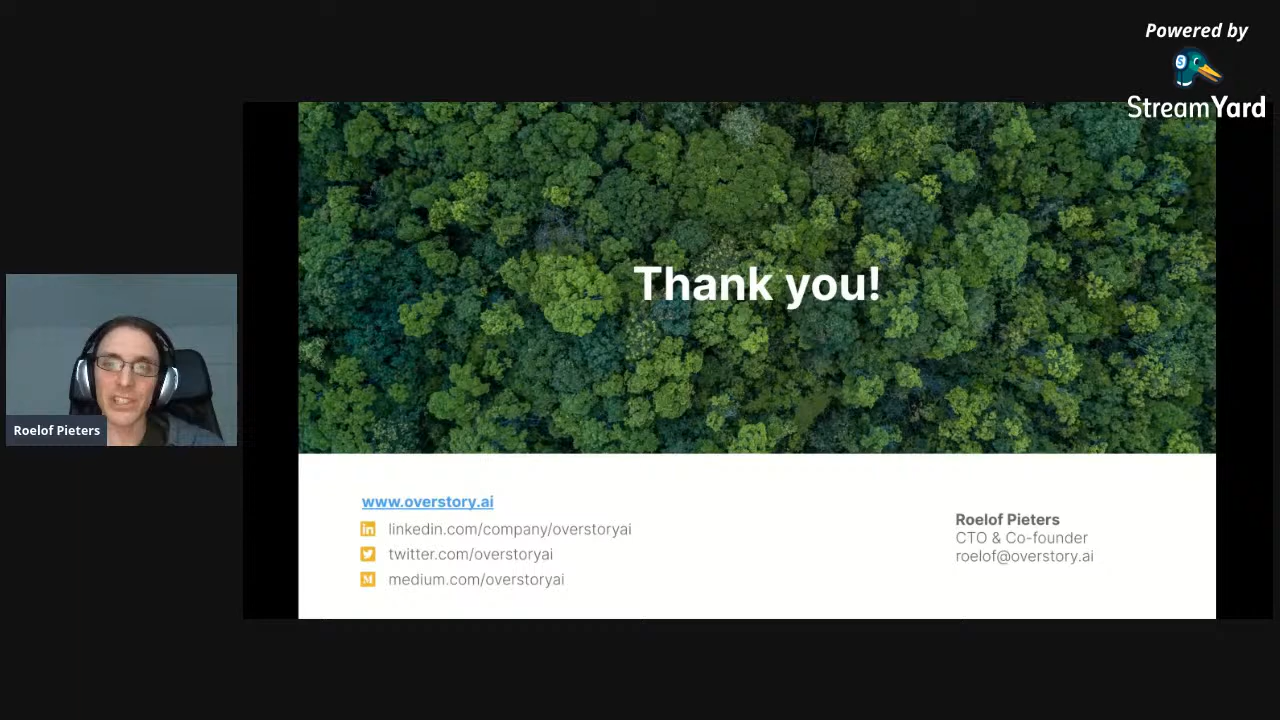 Powered by
StreamYard
Thank you!
Roelof Pieters
www.overstory.ai
linkedin.com/company/overstoryai
twitter.com/overstoryai
medium.com/overstoryai
Roelof Pieters
CTO & Co-founder
roelof@overstory.ai